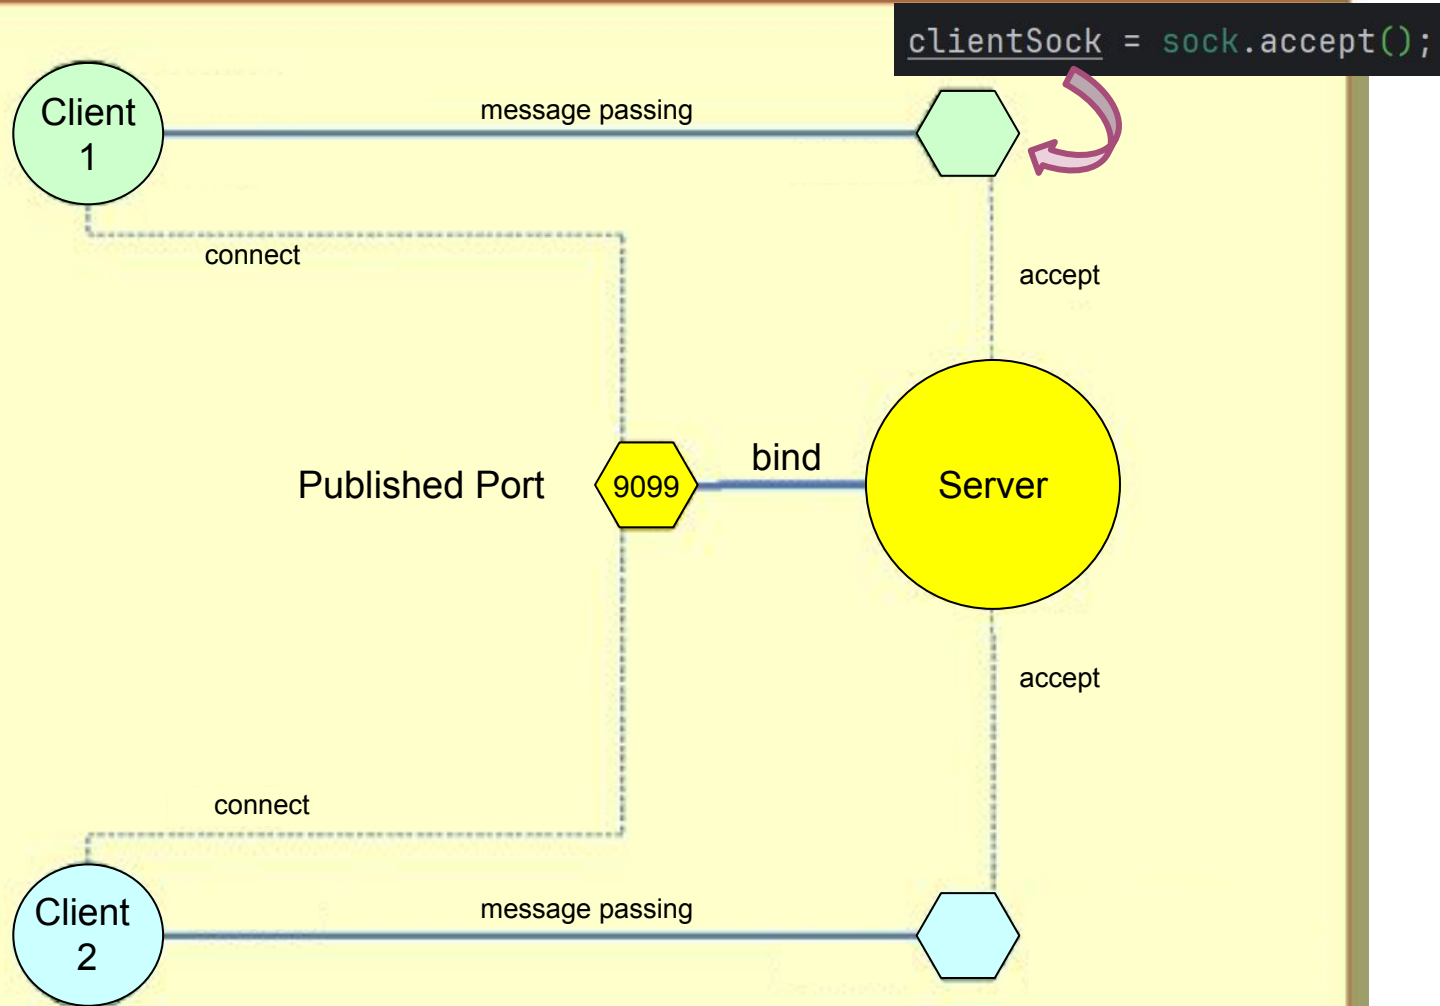 clientSock = sock.accept();
Client
1
message passing
connect
accept
Published Port
9099
bind
Server
accept
connect
Client
2
message passing